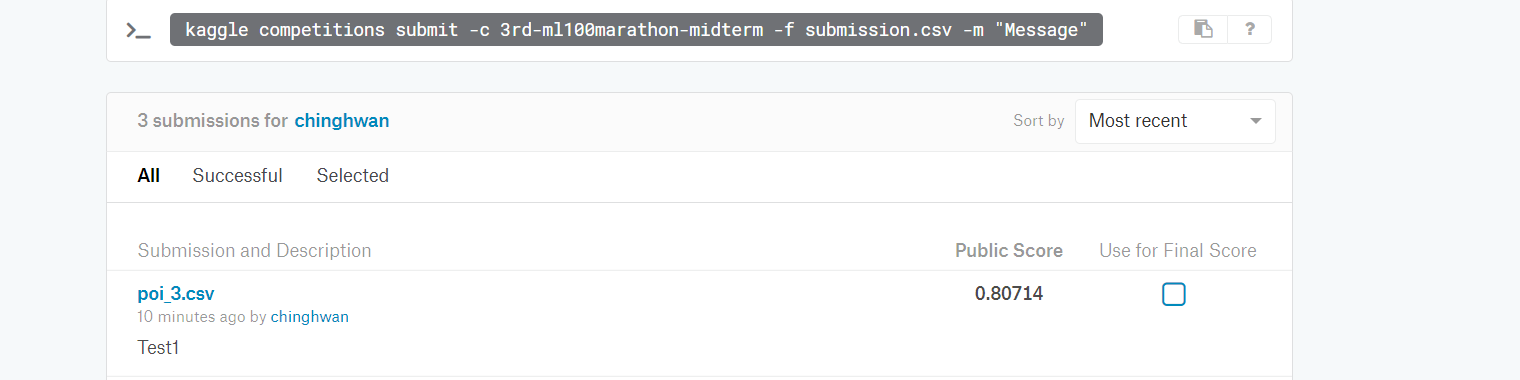 kaggle competitions submit -c 3rd-ml100marathon-midterm -f submission.csv -m "Message" ?
3 submissions for chinghwan Sort by Most recent
All Successful Selected
Submission and Description Public Score Use for Final Score
poi_3.csv 0.80714
10 minutes ago by chinghwan
Test1